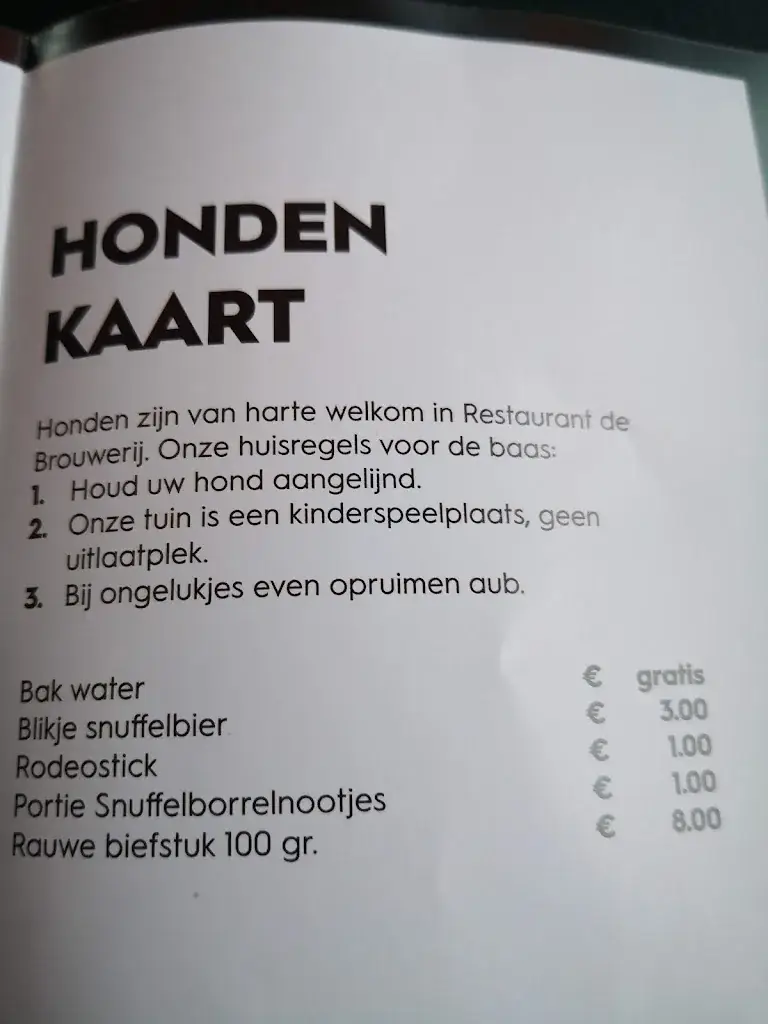 HONDEN
KAART
Honden zijn van harte welkom in Restaurant de
Brouwerij. Onze huisregels voor de baas:
1. Houd uw hond aangelijnd.
2. Onze tuin is een kinderspeelplaats, geen
uitlaatplek.
3. Bij ongelukjes even opruimen aub.
Bak water € gratis
Blikje snuffelbier € 3.00
Rodeostick € 1.00
Portie Snuffelborrelnootjes € 1.00
Rauwe biefstuk 100 gr. € 8.00